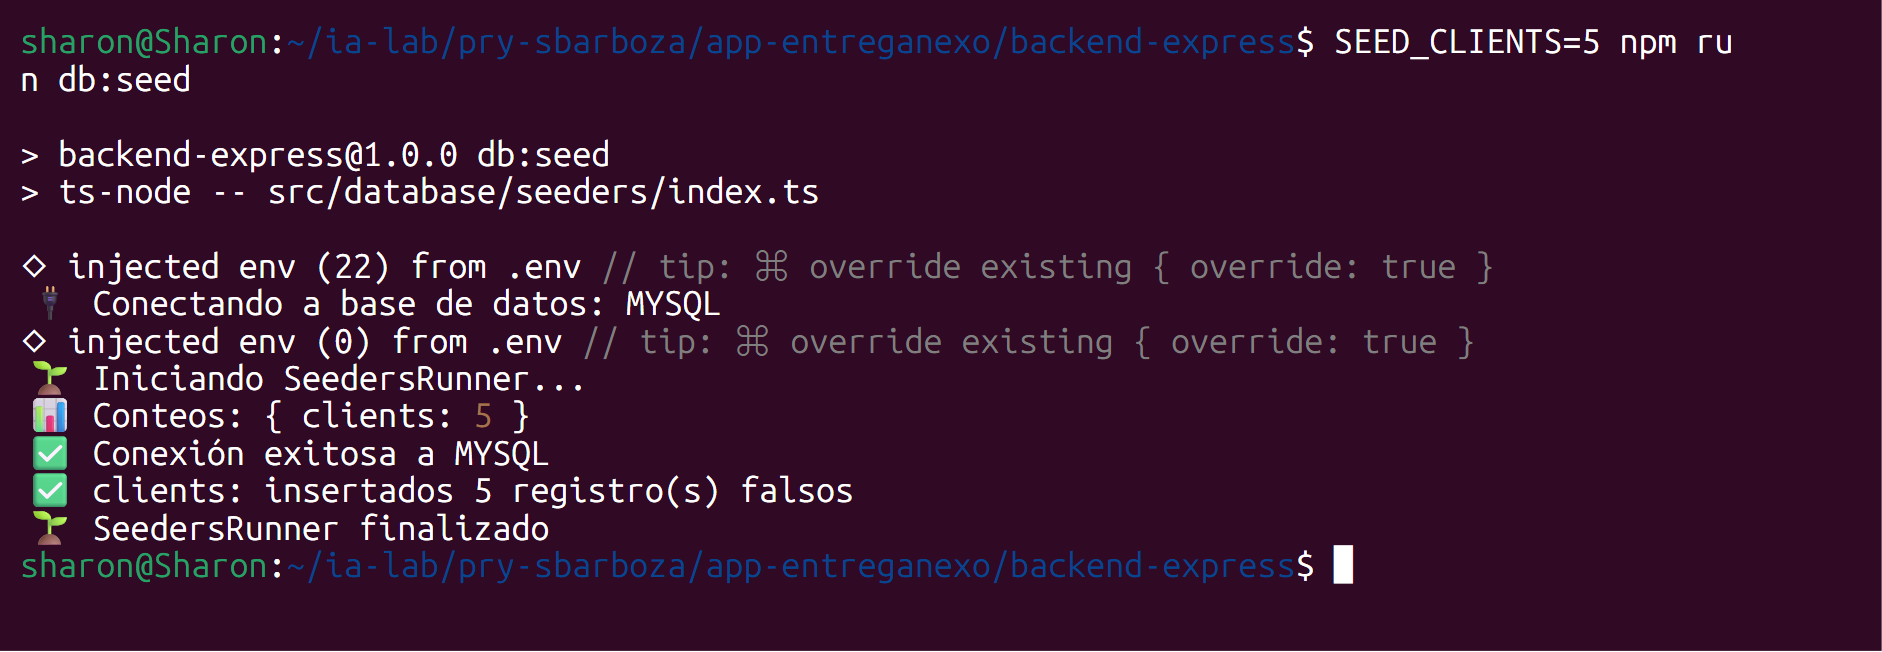 sharon@Sharon:~/ia-lab/pry-sbarboza/app-entreganexo/backend-express$ SEED_CLIENTS=5 npm ru
n db:seed
> backend-express@1.0.0 db:seed
> ts-node -- src/database/seeders/index.ts
◇ injected env (22) from .env // tip: ⌘ override existing { override: true }
🔌 Conectando a base de datos: MYSQL
◇ injected env (0) from .env // tip: ⌘ override existing { override: true }
🌱 Iniciando SeedersRunner...
📊 Conteos: { clients: 5 }
✅ Conexión exitosa a MYSQL
✅ clients: insertados 5 registro(s) falsos
🌱 SeedersRunner finalizado
sharon@Sharon:~/ia-lab/pry-sbarboza/app-entreganexo/backend-express$